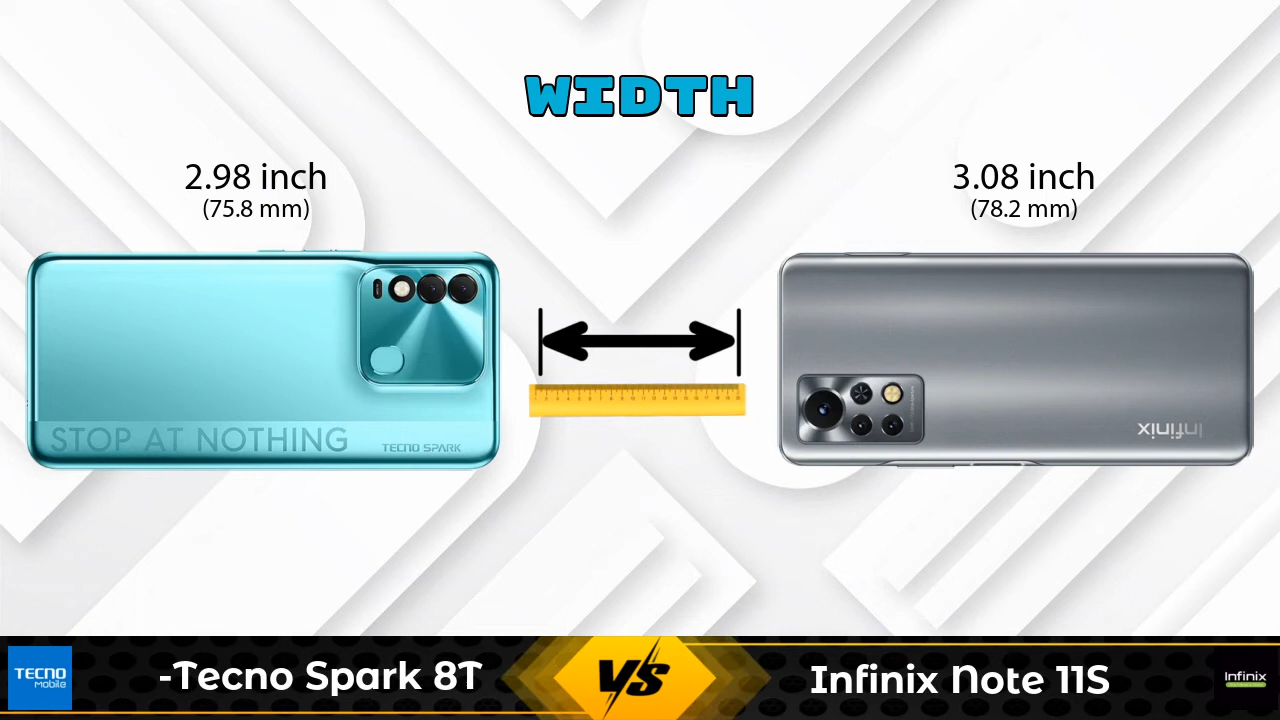 WIDTH
2.98 inch
(75.8 mm)
3.08 inch
(78.2 mm)
STOP AT NOTHING
TECNO SPARK
Infinix
TECNO
mobile
-Tecno Spark 8T
VS
Infinix Note 11S
Infinix